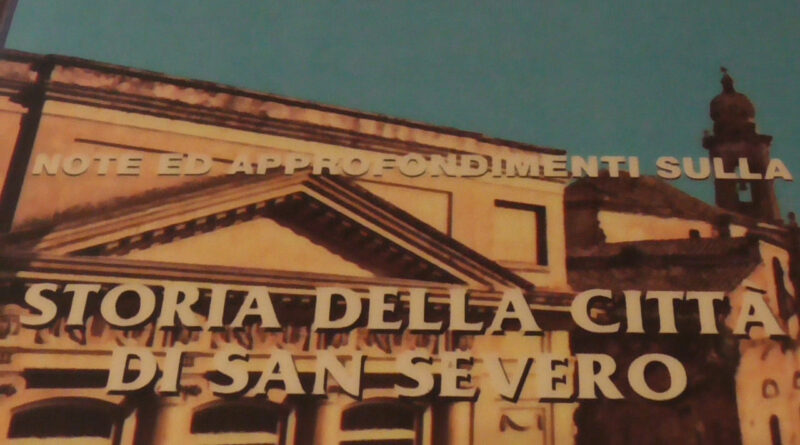 NOTE ED APPROFONDIMENTI SULLA
STORIA DELLA CITTÀ
DI SAN SEVERO